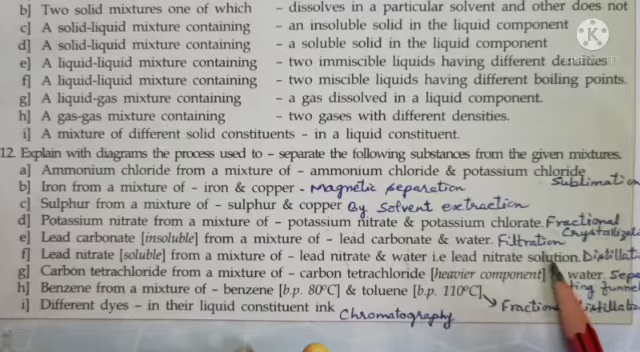 b] Two solid mixtures one of which - dissolves in a particular solvent and other does not
c] A solid-liquid mixture containing - an insoluble solid in the liquid component
d] A solid-liquid mixture containing - a soluble solid in the liquid component
e] A liquid-liquid mixture containing - two immiscible liquids having different densities
f] A liquid-liquid mixture containing - two miscible liquids having different boiling points.
g] A liquid-gas mixture containing - a gas dissolved in a liquid component.
h] A gas-gas mixture containing - two gases with different densities.
i] A mixture of different solid constituents - in a liquid constituent.
12. Explain with diagrams the process used to - separate the following substances from the given mixtures.
a] Ammonium chloride from a mixture of - ammonium chloride & potassium chloride Sublimation
b] Iron from a mixture of - iron & copper - Magnetic separation
c] Sulphur from a mixture of - sulphur & copper By Solvent extraction
d] Potassium nitrate from a mixture of - potassium nitrate & potassium chlorate. Fractional Crystallizati
e] Lead carbonate [insoluble] from a mixture of - lead carbonate & water. Filtration
f] Lead nitrate [soluble] from a mixture of - lead nitrate & water i.e lead nitrate solution. Distillati
g] Carbon tetrachloride from a mixture of - carbon tetrachloride [heavier component] water. Sepa ting funnel
h] Benzene from a mixture of - benzene [b.p. 80°C] & toluene [b.p. 110°C] Fractional Distillati
i] Different dyes - in their liquid constituent ink Chromatography
K
KINEMASTER